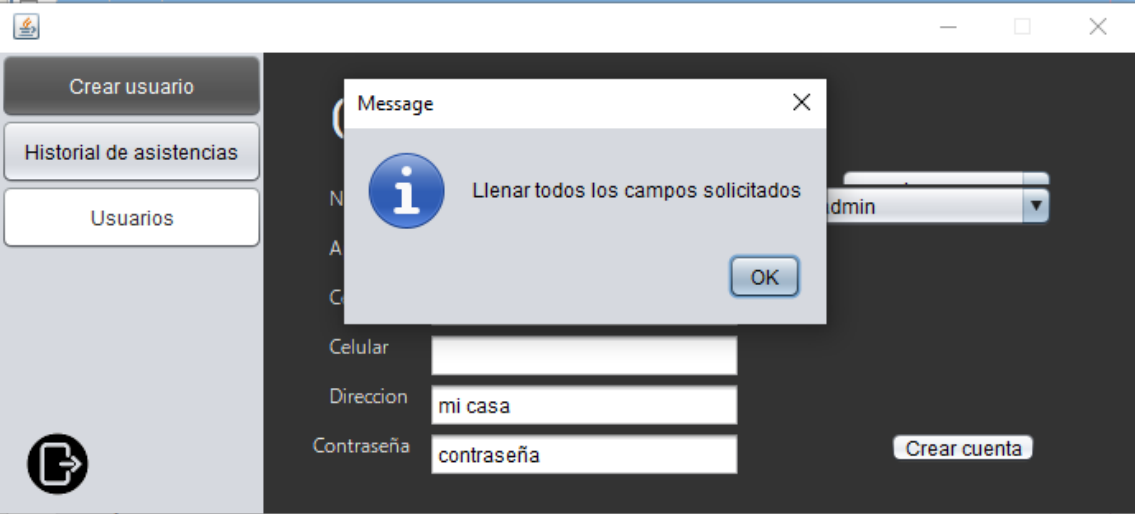 Crear usuario
Historial de asistencias
Usuarios
Message
Llenar todos los campos solicitados
OK
admin
Celular
Direccion
mi casa
Contraseña
contraseña
Crear cuenta